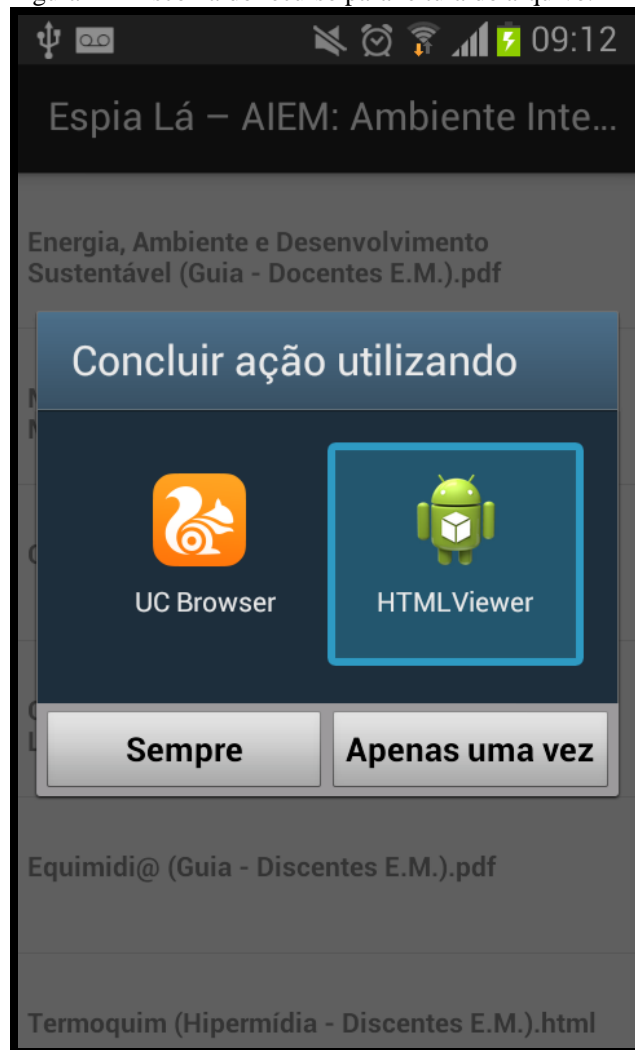 09:12
Espia Lá – AIEM: Ambiente Inte...
Energia, Ambiente e Desenvolvimento
Sustentável (Guia - Docentes E.M.).pdf
Concluir ação utilizando
UC Browser
HTMLViewer
Sempre
Apenas uma vez
Equimidi@ (Guia - Discentes E.M.).pdf
Termoquim (Hipermídia - Discentes E.M.).html